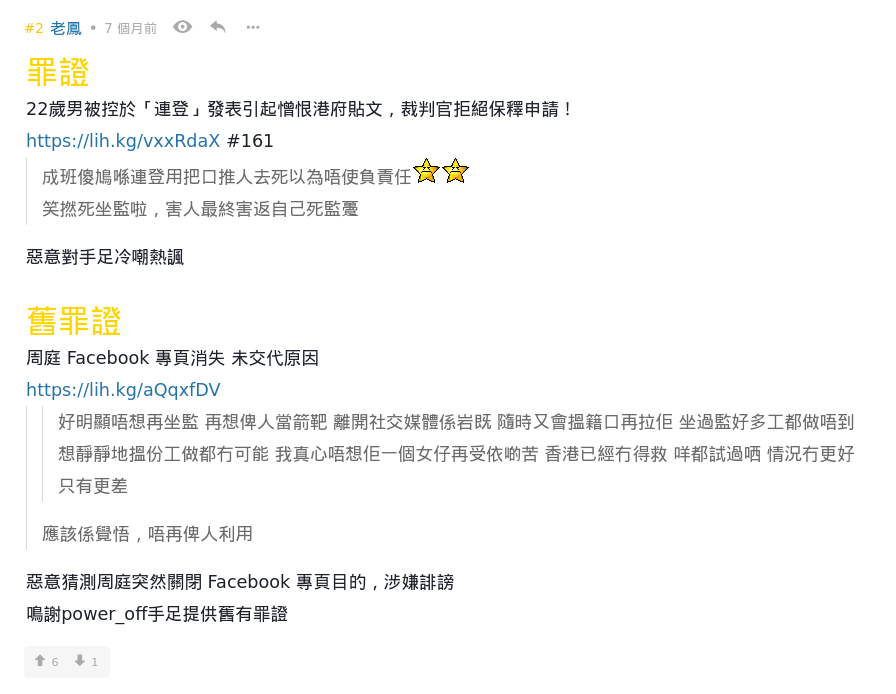 #2 老鳳 • 7 個月前
罪證
22歲男被控於「連登」發表引起憎恨港府貼文，裁判官拒絕保釋申請！
https://lih.kg/vxxRdaX #161
成班傻鳩喺連登用把口推人去死以為唔使負責任
笑撚死坐監啦，害人最終害返自己死監躉
惡意對手足冷嘲熱諷
舊罪證
周庭 Facebook 專頁消失 未交代原因
https://lih.kg/aQqxfDV
好明顯唔想再坐監 再想俾人當箭靶 離開社交媒體係岩既 隨時又會搵籍口再拉佢 坐過監好多工都做唔到
想靜靜地搵份工做都冇可能 我真心唔想佢一個女仔再受依啲苦 香港已經冇得救 咩都試過哂 情況冇更好
只有更差
應該係覺悟，唔再俾人利用
惡意猜測周庭突然關閉 Facebook 專頁目的，涉嫌誹謗
鳴謝power_off手足提供舊有罪證
6 1